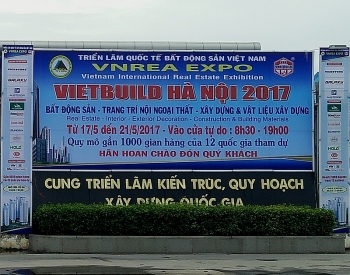 TRIỂN LÃM QUỐC TẾ BẤT ĐỘNG SẢN VIỆT NAM
VNREA EXPO
Vietnam International Real Estate Exhibition
VIETBUILD HÀ NỘI 2017
BẤT ĐỘNG SẢN - TRANG TRÍ NỘI NGOẠI THẤT - XÂY DỰNG & VẬT LIỆU XÂY DỰNG
Real Estate - Interior - Exterior Decoration - Construction & Building Materials
Từ 17/5 đến 21/5/2017 - Vào cửa tự do : 8h30 - 19h00
Quy mô gần 1000 gian hàng của 12 quốc gia tham dự
HÂN HOAN CHÀO ĐÓN QUÝ KHÁCH
CUNG TRIỂN LÃM KIẾN TRÚC, QUY HOẠCH
XÂY DỰNG QUỐC GIA